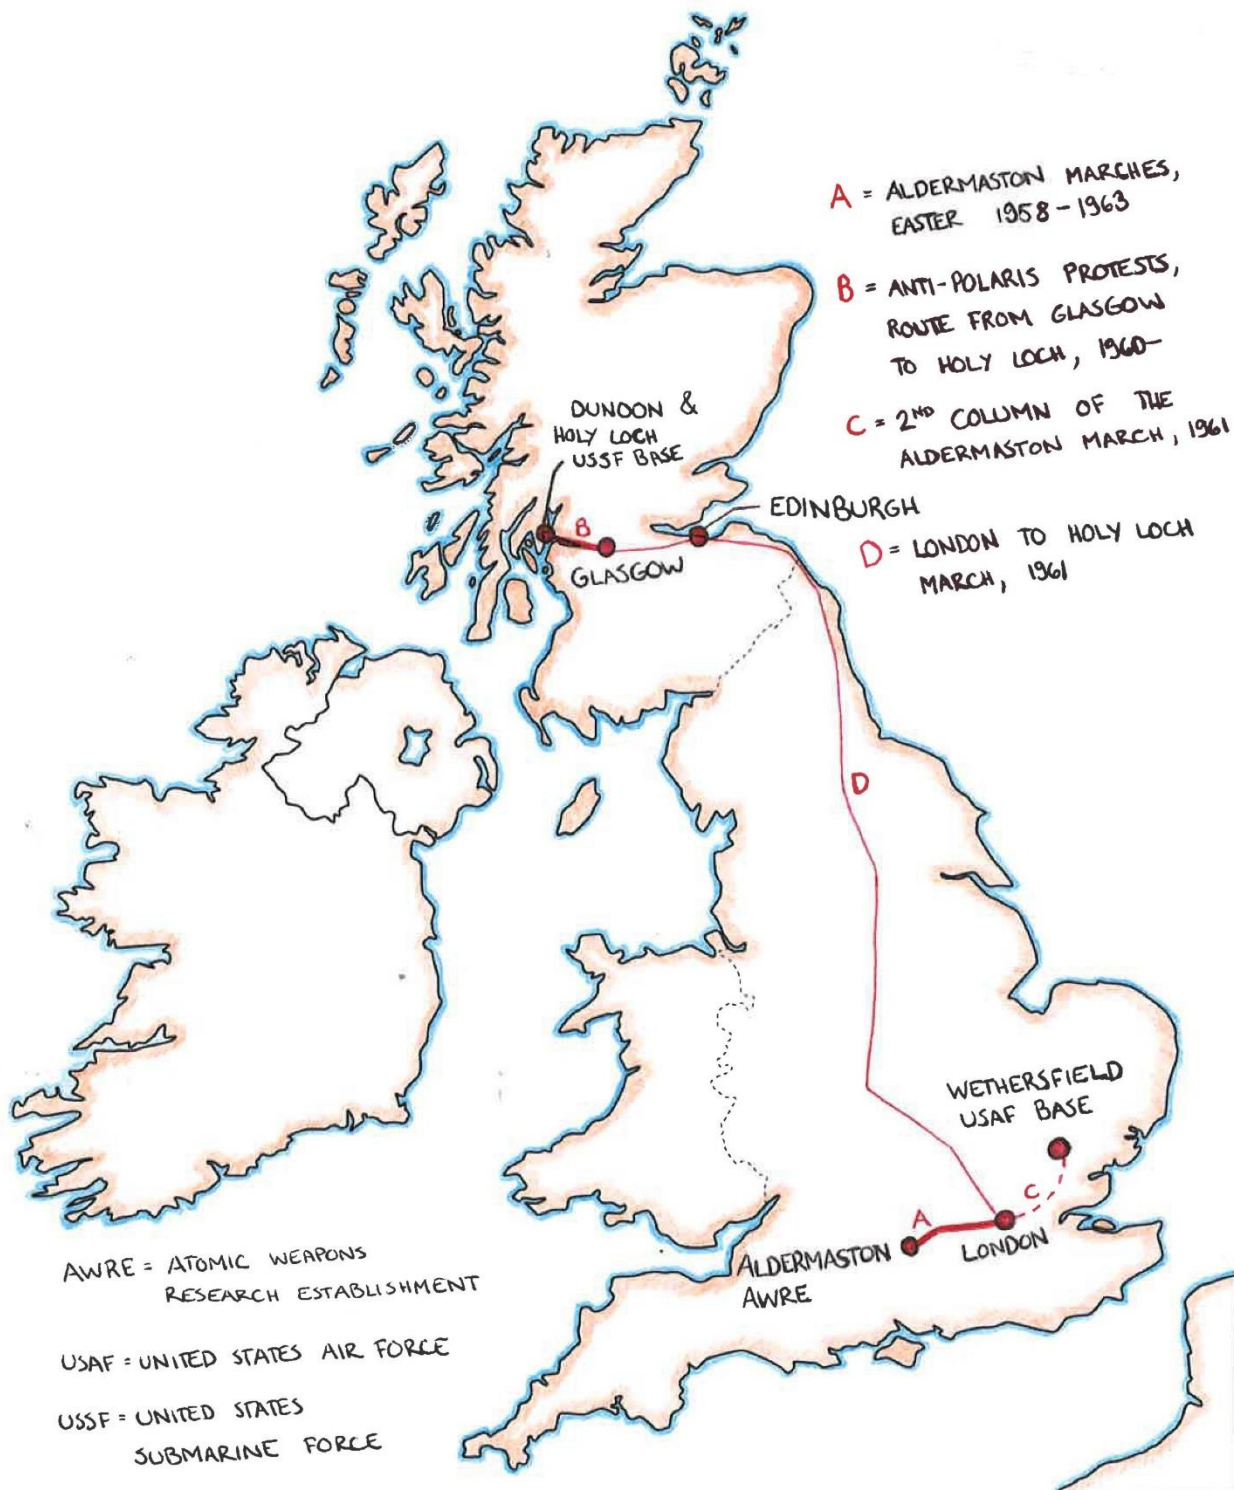 A = ALDERMASTON MARCHES,
EASTER 1958-1963
B = ANTI-POLARIS PROTESTS,
ROUTE FROM GLASGOW
TO HOLY LOCH, 1960-
C = 2ND COLUMN OF THE
ALDERMASTON MARCH, 1961
D = LONDON TO HOLY LOCH
MARCH, 1961
DUNOON &
HOLY LOCH
USSF BASE
B
EDINBURGH
GLASGOW
D
WETHERSFIELD
USAF BASE
C
A
LONDON
ALDERMASTON
AWRE
AWRE = ATOMIC WEAPONS
RESEARCH ESTABLISHMENT
USAF = UNITED STATES AIR FORCE
USSF = UNITED STATES
SUBMARINE FORCE